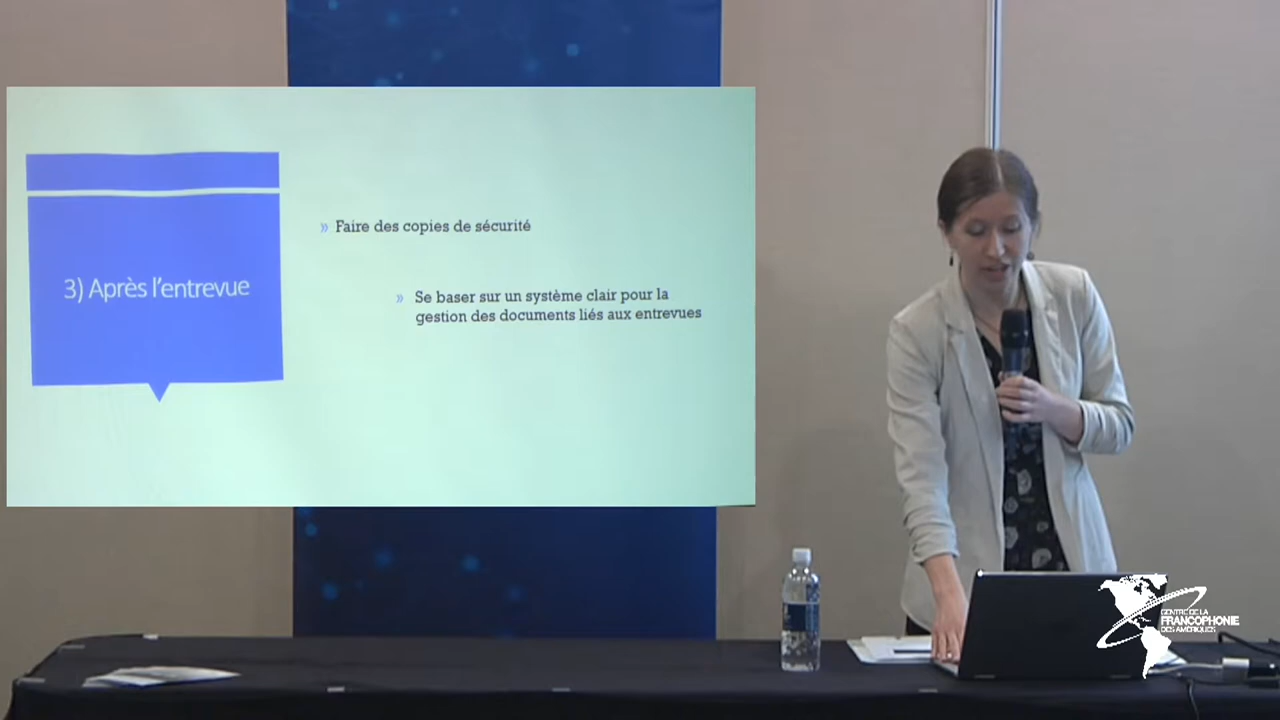 3) Après l'entrevue
» Faire des copies de sécurité
» Se baser sur un système clair pour la
gestion des documents liés aux entrevues
CENTRE DE LA
FRANCOPHONIE
DES AMÉRIQUES